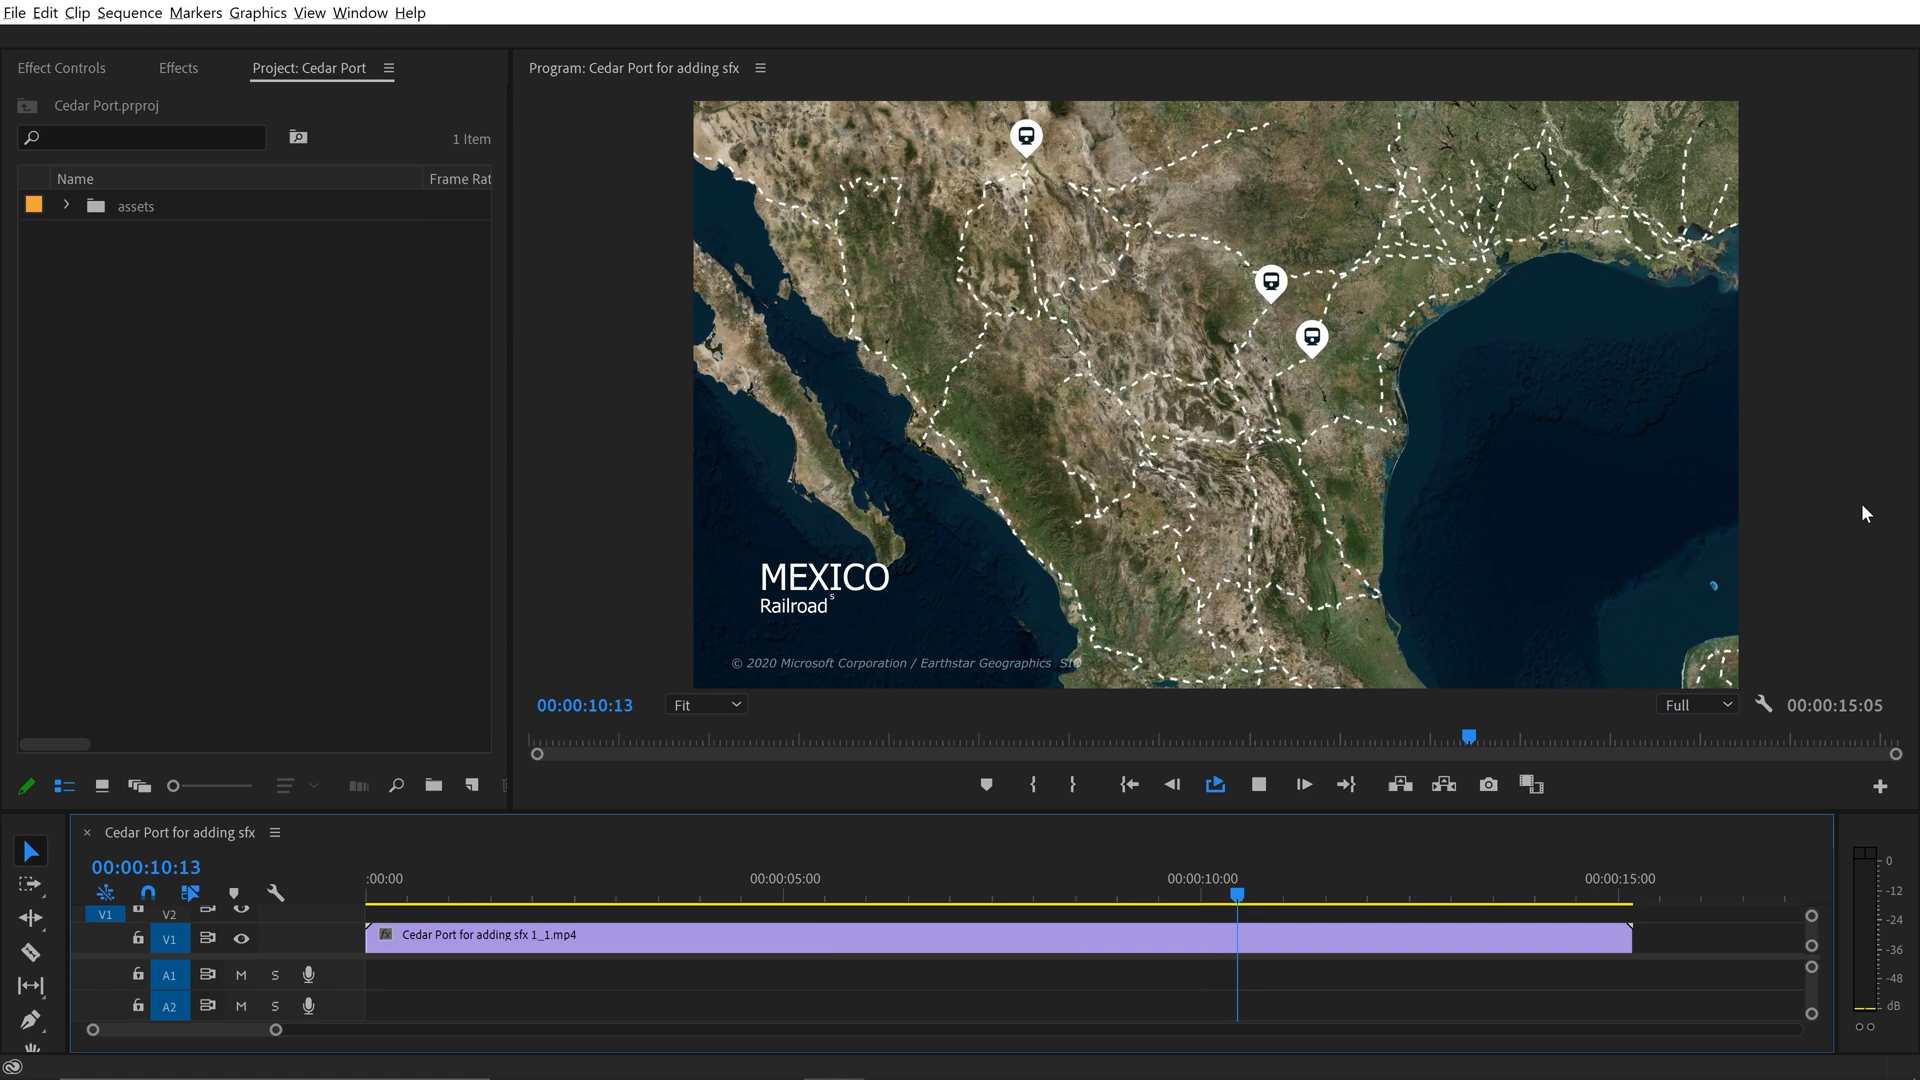 File Edit Clip Sequence Markers Graphics View Window Help
Effect Controls Effects Project: Cedar Port
Program: Cedar Port for adding sfx
Cedar Port.prproj
1 Item
Name Frame Rat
assets
MEXICO
Railroads
© 2020 Microsoft Corporation / Earthstar Geographics SIO
00:00:10:13 Fit Full 00:00:15:05
Cedar Port for adding sfx
00:00:10:13
:00:00 00:00:05:00 00:00:10:00 00:00:15:00
V1 V2
V1 Cedar Port for adding sfx 1_1.mp4
A1 M S
A2 M S
0
-12
-24
-36
-48
dB